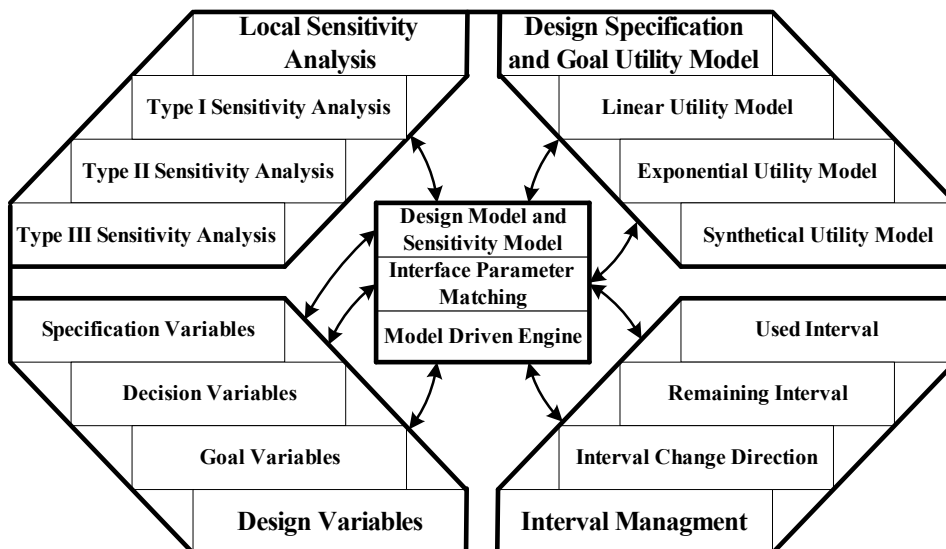 Local Sensitivity
Analysis
Type I Sensitivity Analysis
Type II Sensitivity Analysis
Type III Sensitivity Analysis
Design Specification
and Goal Utility Model
Linear Utility Model
Exponential Utility Model
Synthetical Utility Model
Design Model and
Sensitivity Model
Interface Parameter
Matching
Model Driven Engine
Specification Variables
Decision Variables
Goal Variables
Design Variables
Used Interval
Remaining Interval
Interval Change Direction
Interval Managment